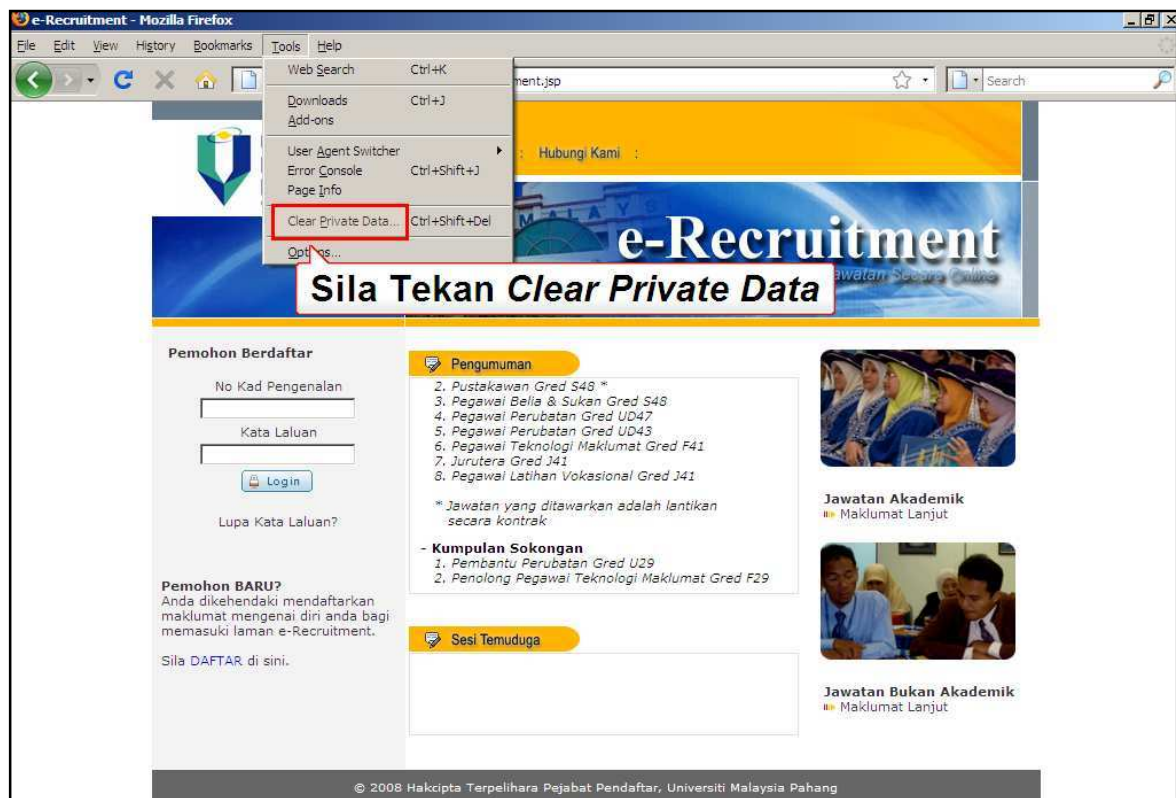 e-Recruitment - Mozilla Firefox
File Edit View History Bookmarks Tools Help
Web Search Ctrl+K
Downloads Ctrl+J
Add-ons
User Agent Switcher
Error Console Ctrl+Shift+J
Page Info
Clear Private Data... Ctrl+Shift+Del
ment.jsp
Search
: Hubungi Kami :
MALAYS
e-Recruitment
Secara Online
Sila Tekan Clear Private Data
Pemohon Berdaftar
No Kad Pengenalan
Kata Laluan
Login
Lupa Kata Laluan?
Pemohon BARU?
Anda dikehendaki mendaftarkan
maklumat mengenai diri anda bagi
memasuki laman e-Recruitment.
Sila DAFTAR di sini.
Pengumuman
2. Pustakawan Gred S48 *
3. Pegawai Belia & Sukan Gred S48
4. Pegawai Perubatan Gred UD47
5. Pegawai Perubatan Gred UD43
6. Pegawai Teknologi Maklumat Gred F41
7. Jurutera Gred J41
8. Pegawai Latihan Vokasional Gred J41
* Jawatan yang ditawarkan adalah lantikan
secara kontrak
- Kumpulan Sokongan
1. Pembantu Perubatan Gred U29
2. Penolong Pegawai Teknologi Maklumat Gred F29
Sesi Temuduga
Jawatan Akademik
Maklumat Lanjut
Jawatan Bukan Akademik
Maklumat Lanjut
© 2008 Hakcipta Terpelihara Pejabat Pendaftar, Universiti Malaysia Pahang